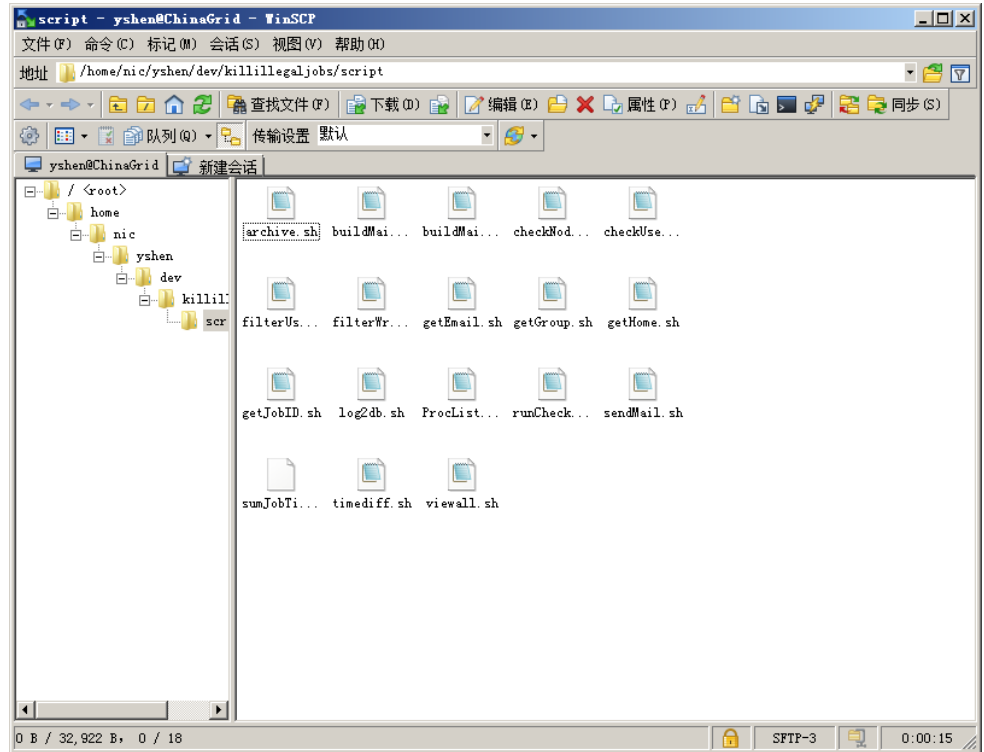 script - yshen@ChinaGrid - WinSCP
文件(F) 命令(C) 标记(M) 会话(S) 视图(V) 帮助(H)
地址 /home/nic/yshen/dev/killillegaljobs/script
查找文件(F) 下载(D) 编辑(E) 属性(P) 同步(S)
队列(Q) 传输设置 默认
yshen@ChinaGrid 新建会话
/ <root>
home
nic
yshen
dev
killill
scr
archive.sh buildMai... buildMai... checkNod... checkUse...
filterUs... filterWr... getEmail.sh getGroup.sh getHome.sh
getJobID.sh log2db.sh ProcList... runCheck... sendMail.sh
sumJobTi... timediff.sh viewall.sh
0 B / 32,922 B, 0 / 18 SFTP-3 0:00:15